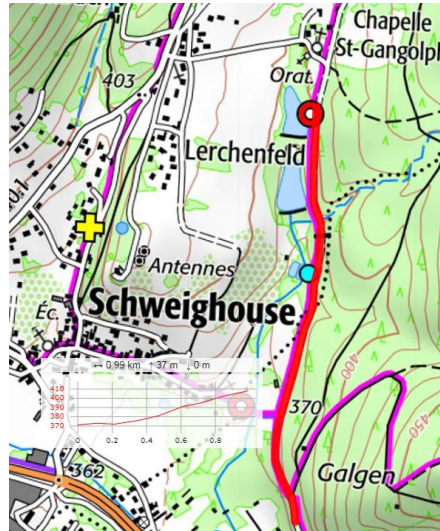 Chapelle
St-Gangolph
Orat.
403
Lerchenfeld
Antennes
Schweighouse
Éc.
↔ 0.99 km ↑ 37 m ↓ 0 m
410
400
390
380
370
0 0.2 0.4 0.6 0.8
370
400
450
Galgen
362